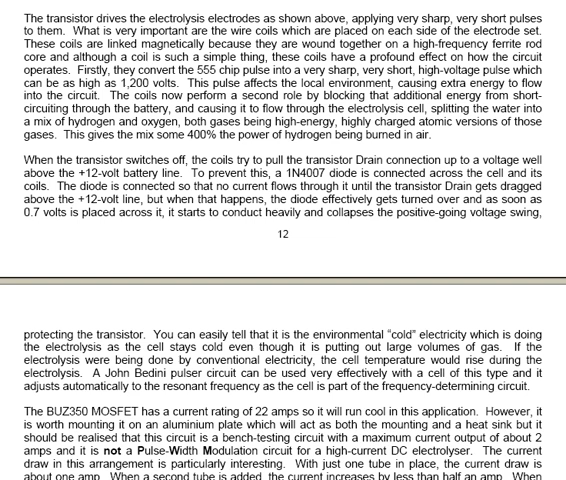 The transistor drives the electrolysis electrodes as shown above, applying very sharp, very short pulses
to them.  What is very important are the wire coils which are placed on each side of the electrode set.
These coils are linked magnetically because they are wound together on a high-frequency ferrite rod
core and although a coil is such a simple thing, these coils have a profound effect on how the circuit
operates.  Firstly, they convert the 555 chip pulse into a very sharp, very short, high-voltage pulse which
can be as high as 1,200 volts.  This pulse affects the local environment, causing extra energy to flow
into the circuit.  The coils now perform a second role by blocking that additional energy from short-
circuiting through the battery, and causing it to flow through the electrolysis cell, splitting the water into
a mix of hydrogen and oxygen, both gases being high-energy, highly charged atomic versions of those
gases.  This gives the mix some 400% the power of hydrogen being burned in air.
When the transistor switches off, the coils try to pull the transistor Drain connection up to a voltage well
above the +12-volt battery line.  To prevent this, a 1N4007 diode is connected across the cell and its
coils.  The diode is connected so that no current flows through it until the transistor Drain gets dragged
above the +12-volt line, but when that happens, the diode effectively gets turned over and as soon as
0.7 volts is placed across it, it starts to conduct heavily and collapses the positive-going voltage swing,
12
protecting the transistor.  You can easily tell that it is the environmental "cold" electricity which is doing
the electrolysis as the cell stays cold even though it is putting out large volumes of gas.  If the
electrolysis were being done by conventional electricity, the cell temperature would rise during the
electrolysis.  A John Bedini pulser circuit can be used very effectively with a cell of this type and it
adjusts automatically to the resonant frequency as the cell is part of the frequency-determining circuit.
The BUZ350 MOSFET has a current rating of 22 amps so it will run cool in this application.  However, it
is worth mounting it on an aluminium plate which will act as both the mounting and a heat sink but it
should be realised that this circuit is a bench-testing circuit with a maximum current output of about 2
amps and it is not a Pulse-Width Modulation circuit for a high-current DC electrolyser.  The current
draw in this arrangement is particularly interesting.  With just one tube in place, the current draw is
about one amp.  When a second tube is added, the current increases by less than half an amp.  When